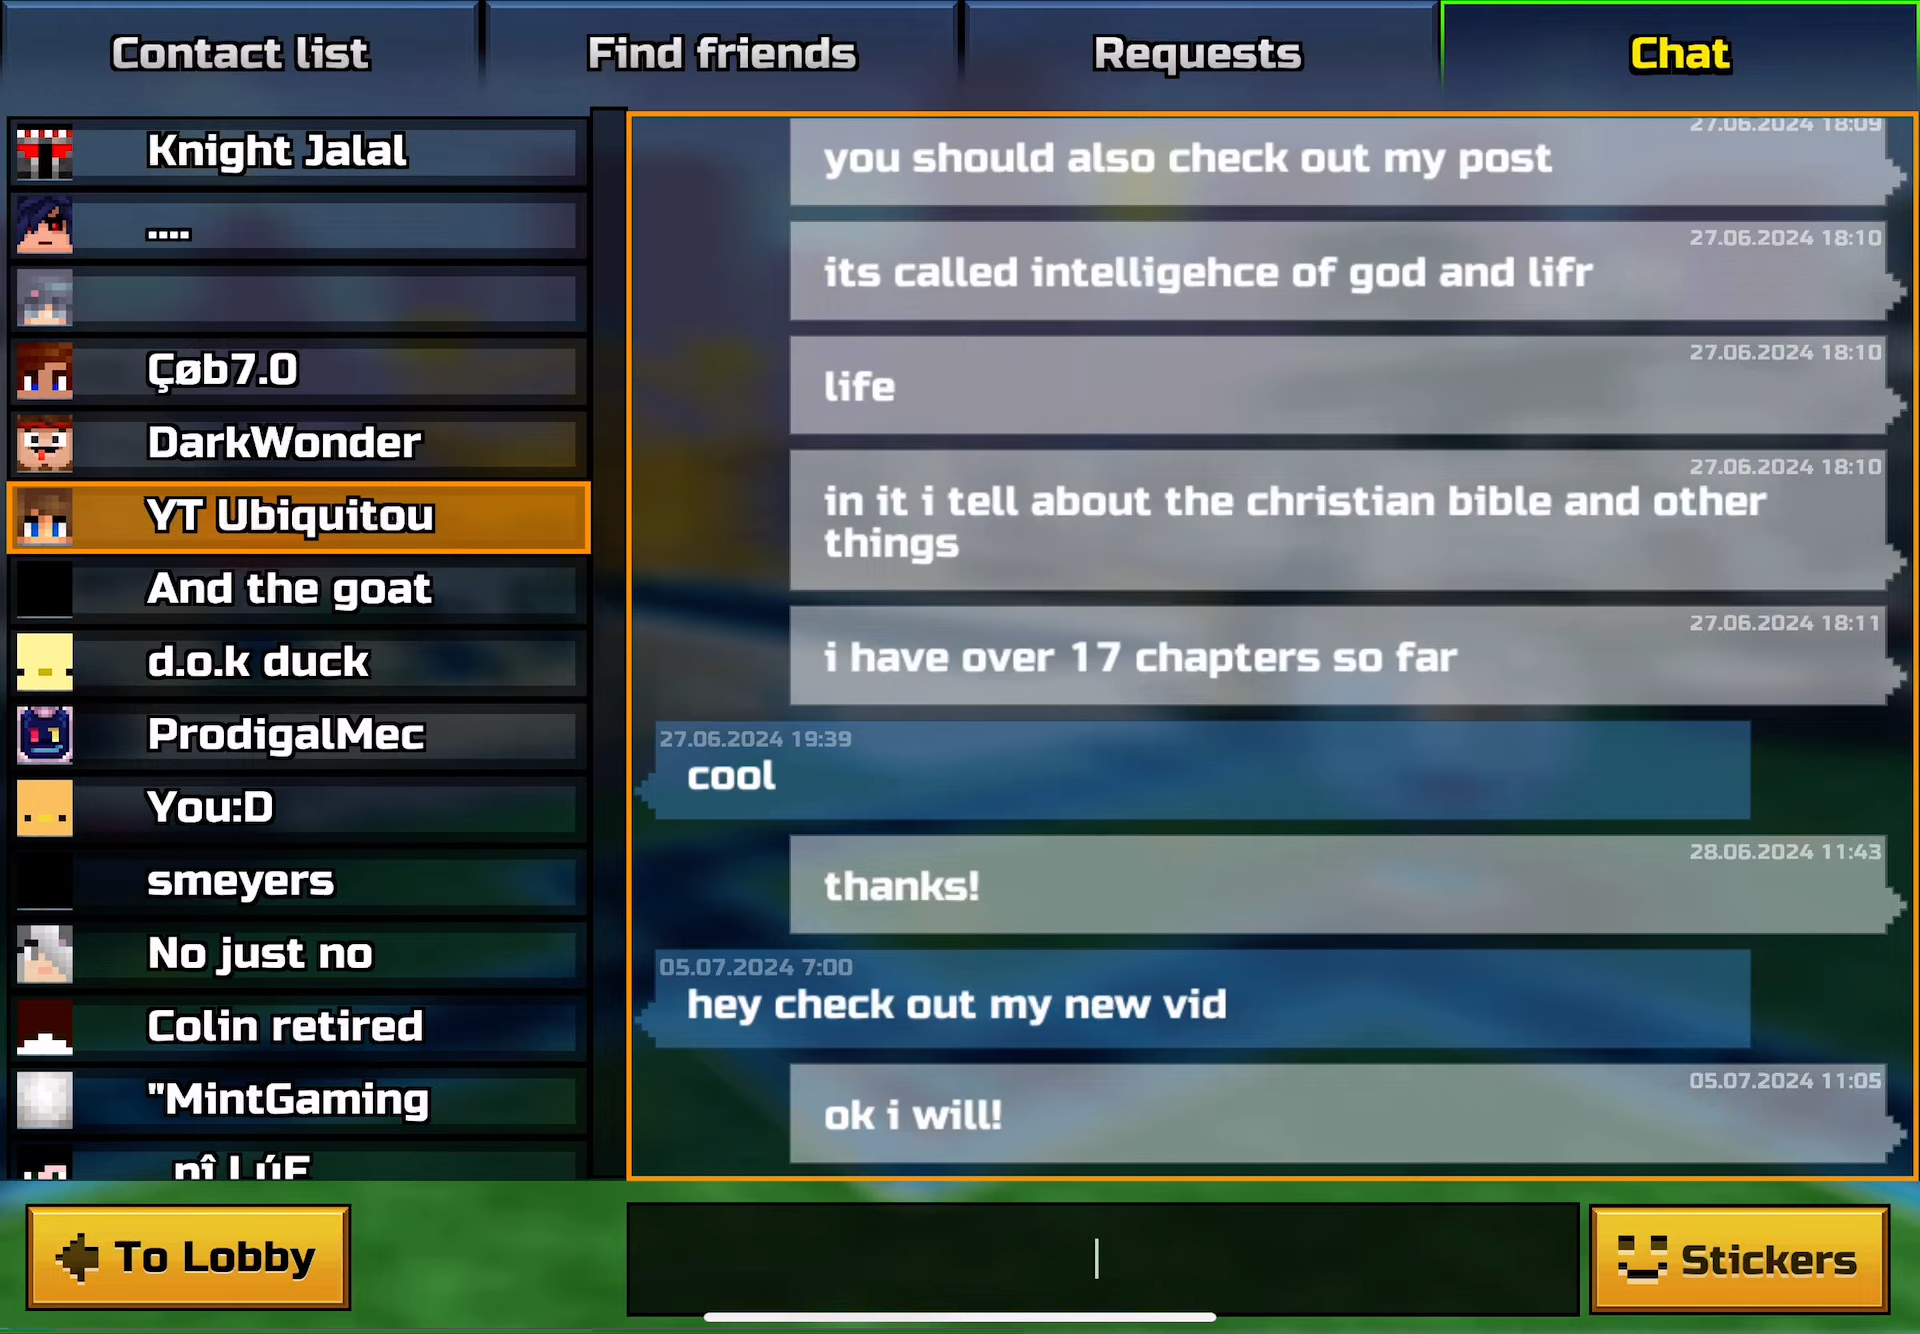 Contact list
Find friends
Requests
Chat
Knight Jalal
....
Çøb7.0
DarkWonder
YT Ubiquitou
And the goat
d.o.k duck
ProdigalMec
You:D
smeyers
No just no
Colin retired
"MintGaming
27.06.2024 18:09
you should also check out my post
27.06.2024 18:10
its called intelligehce of god and lifr
27.06.2024 18:10
life
27.06.2024 18:10
in it i tell about the christian bible and other
things
27.06.2024 18:11
i have over 17 chapters so far
27.06.2024 19:39
cool
28.06.2024 11:43
thanks!
05.07.2024 7:00
hey check out my new vid
05.07.2024 11:05
ok i will!
To Lobby
Stickers